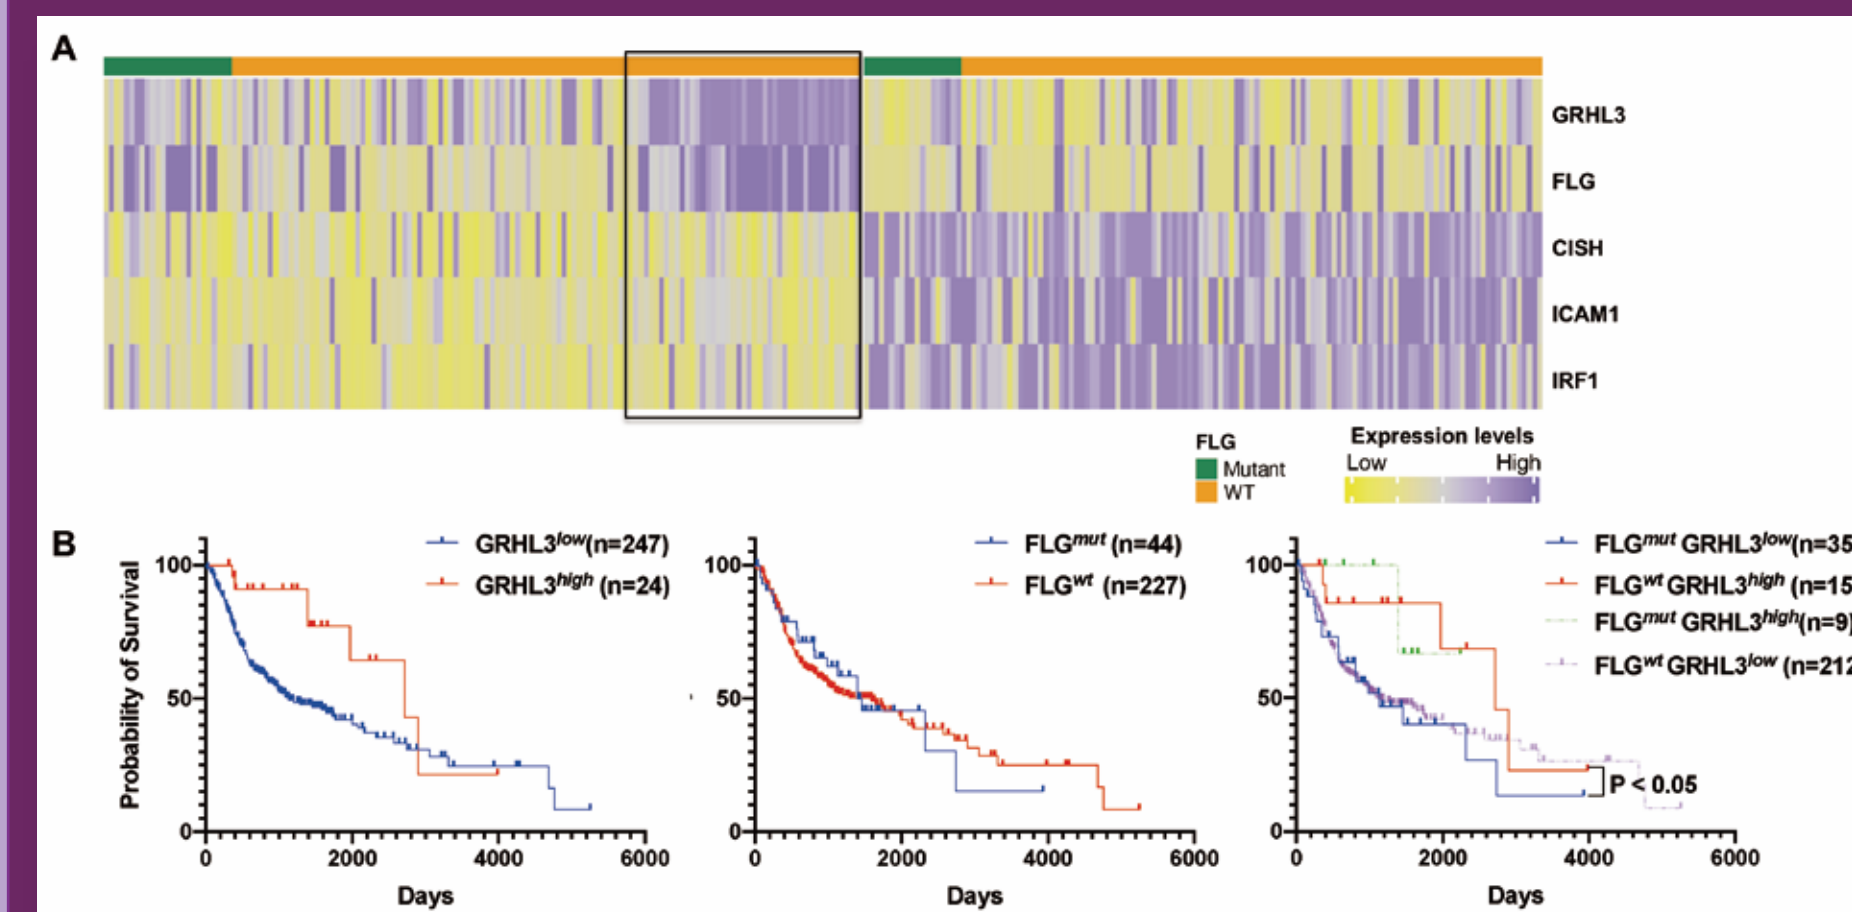 A
GRHL3
FLG
CISH
ICAM1
IRF1
FLG
Mutant
WT
Expression levels
Low High
B
Probability of Survival
100
50
0
0 2000 4000 6000
Days
GRHL3low(n=247)
GRHL3high (n=24)
100
50
0
0 2000 4000 6000
Days
FLGmut (n=44)
FLGwt (n=227)
100
50
0
0 2000 4000 6000
Days
FLGmut GRHL3low(n=35
FLGwt GRHL3high (n=15
FLGmut GRHL3high(n=9)
FLGwt GRHL3low (n=212
P < 0.05